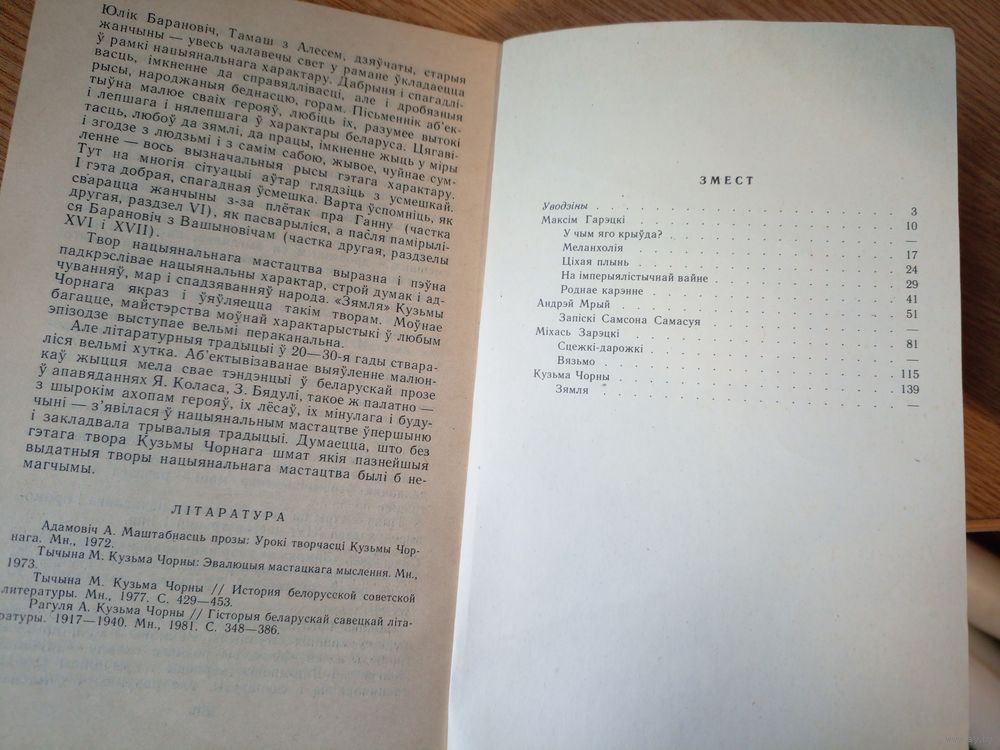 Юлік Барановіч, Тамаш з Алесем, дзяўчаты, старыя
жанчыны — увесь чалавечы свет у рамане ўкладаецца
ў рамкі нацыянальнага характару. Дабрыня і спагадлі-
васць, імкненне да справядлівасці, але і дробязныя
рысы, народжаныя беднасцю, горам. Пісьменнік аб'ек-
тыўна малюе сваіх герояў, любіць іх, разумее вытокі
і лепшага і нялепшага ў характары беларуса. Цягаві-
тасць, любоў да зямлі, да працы, імкненне жыць у міры
і згодзе з людзьмі і з самім сабою, жывое, чуйнае сум-
ленне — вось вызначальныя рысы гэтага характару.
Тут на многія сітуацыі аўтар глядзіць з усмешкай.
І гэта добрая, спагадная ўсмешка. Варта ўспомніць, як
сварацца жанчыны з-за плётак пра Ганну (частка
другая, раздзел VI), як пасварыліся, а пасля памірылі-
ся Барановіч з Вашыновічам (частка другая, раздзелы
XVI і XVII).
Твор нацыянальнага мастацтва выразна і пэўна
падкрэслівае нацыянальны характар, строй думак і ад-
чуванняў, мар і спадзяванняў народа. «Зямля» Кузьмы
Чорнага якраз і ўяўляецца такім творам. Моўнае
багацце, майстэрства моўнай характарыстыкі ў любым
эпізодзе выступае вельмі пераканальна.
Але літаратурныя традыцыі ў 20—30-я гады ствара-
ліся вельмі хутка. Аб'ектывізаванае выяўленне малюн-
каў жыцця мела свае тэндэнцыі ў беларускай прозе
ў апавяданнях Я. Коласа, З. Бядулі, такое ж палатно —
з шырокім ахопам герояў, іх лёсаў, іх мінулага і буду-
чыні — з'явілася ў нацыянальным мастацтве ўпершыню
і закладвала трывалыя традыцыі. Думаецца, што без
гэтага твора Кузьмы Чорнага шмат якія пазнейшыя
выдатныя творы нацыянальнага мастацтва былі б не-
магчымы.
ЛІТАРАТУРА
Адамовіч А. Маштабнасць прозы: Урокі творчасці Кузьмы Чор-
нага. Мн., 1972.
Тычына М. Кузьма Чорны: Эвалюцыя мастацкага мыслення. Мн.,
1973.
Тычына М. Кузьма Чорны // История белорусской советской
литературы. Мн., 1977. С. 429—453.
Рагуля А. Кузьма Чорны // Гісторыя беларускай савецкай літа-
ратуры. 1917—1940. Мн., 1981. С. 348—386.
ЗМЕСТ
Уводзіны . . . 3
Максім Гарэцкі . . . 10
У чым яго крыўда? . . . —
Меланхолія . . . 17
Ціхая плынь . . . 24
На імперыялістычнай вайне . . . 29
Роднае карэнне . . . 41
Андрэй Мрый . . . 51
Запіскі Самсона Самасуя . . . —
Міхась Зарэцкі . . . 81
Сцежкі-дарожкі . . . —
Вязьмо . . . 115
Кузьма Чорны . . . 139
Зямля . . . —